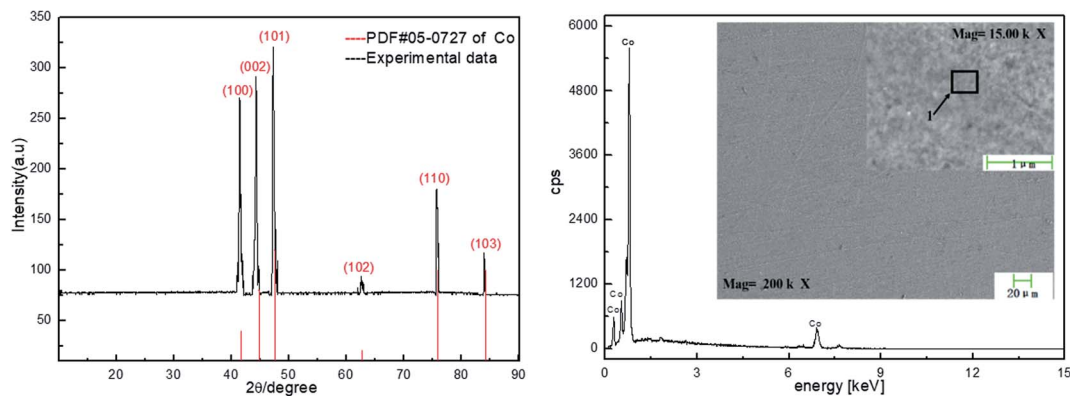 350
300
250
200
150
100
50
Intensity(a.u)
10 20 30 40 50 60 70 80 90
2θ/degree
PDF#05-0727 of Co
Experimental data
(100)
(002)
(101)
(102)
(110)
(103)
6000
4800
3600
2400
1200
0
cps
0 3 6 9 12 15
energy [keV]
Co
Co
Co
Co
Mag= 15.00 k X
1
1 μm
Mag= 200 k X
20 μm